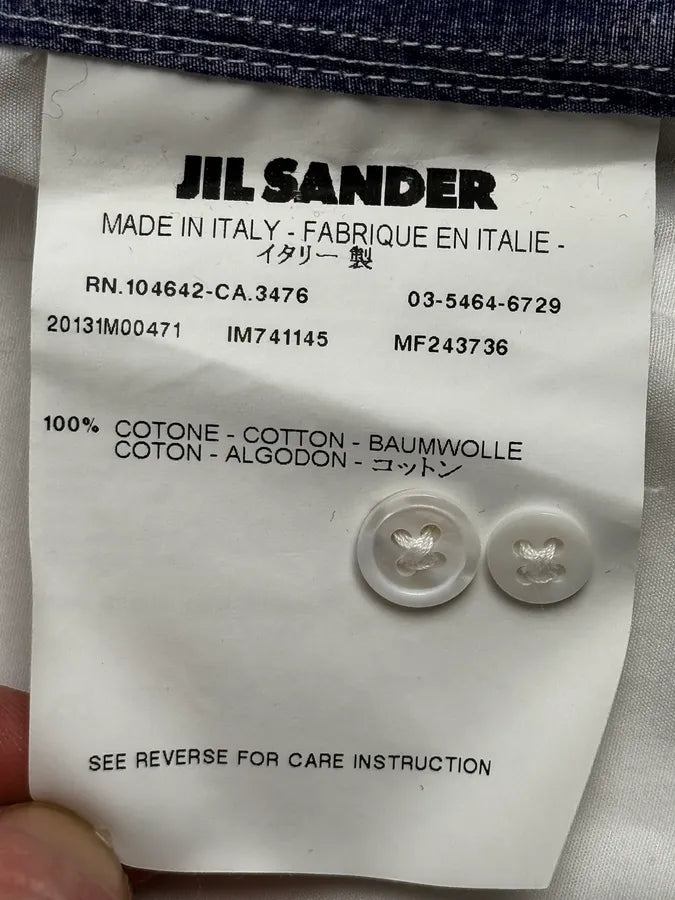 JIL SANDER
MADE IN ITALY - FABRIQUE EN ITALIE -
イタリー 製
RN.104642-CA.3476 03-5464-6729
20131M00471 IM741145 MF243736
100% COTONE - COTTON - BAUMWOLLE
COTON - ALGODON - コットン
SEE REVERSE FOR CARE INSTRUCTION